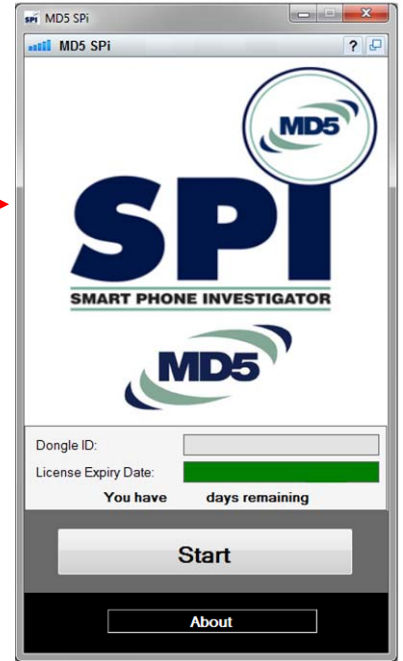 SPi MD5 SPi
MD5 SPi ?
MD5
SPI
SMART PHONE INVESTIGATOR
MD5
Dongle ID:
License Expiry Date:
You have days remaining
Start
About